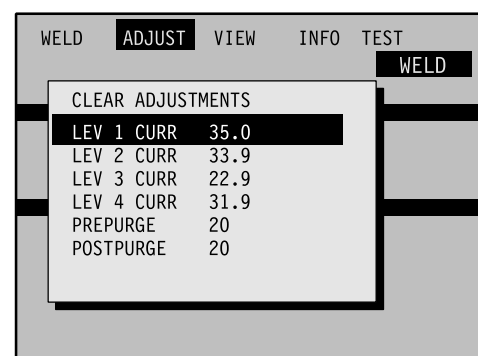 WELD ADJUST VIEW INFO TEST
WELD
CLEAR ADJUSTMENTS
LEV 1 CURR 35.0
LEV 2 CURR 33.9
LEV 3 CURR 22.9
LEV 4 CURR 31.9
PREPURGE 20
POSTPURGE 20